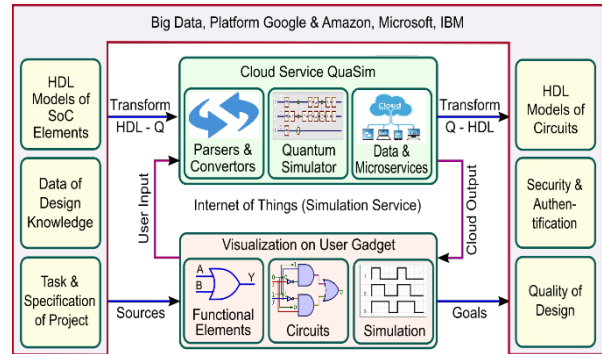 Big Data, Platform Google & Amazon, Microsoft, IBM
HDL
Models of
SoC
Elements
Data of
Design
Knowledge
Task &
Specification
of Project
Transform
HDL - Q
Cloud Service QuaSim
Parsers &
Convertors
Quantum
Simulator
Cloud
Data &
Microservices
Transform
Q - HDL
User Input
Internet of Things (Simulation Service)
Cloud Output
Visualization on User Gadget
A
B
Y
Functional
Elements
Circuits
Simulation
Sources
Goals
HDL
Models of
Circuits
Security &
Authen-
tification
Quality of
Design